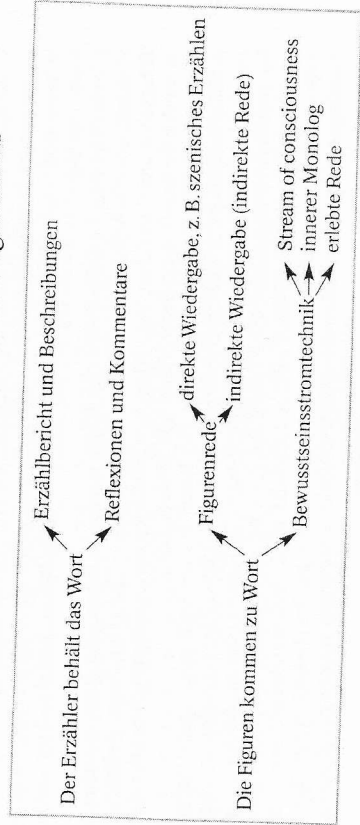 Erzählbericht und Beschreibungen
Der Erzähler behält das Wort
Reflexionen und Kommentare
direkte Wiedergabe, z. B. szenisches Erzählen
Figurenrede
indirekte Wiedergabe (indirekte Rede)
Die Figuren kommen zu Wort
Stream of consciousness
Bewusstseinsstromtechnik
innerer Monolog
erlebte Rede